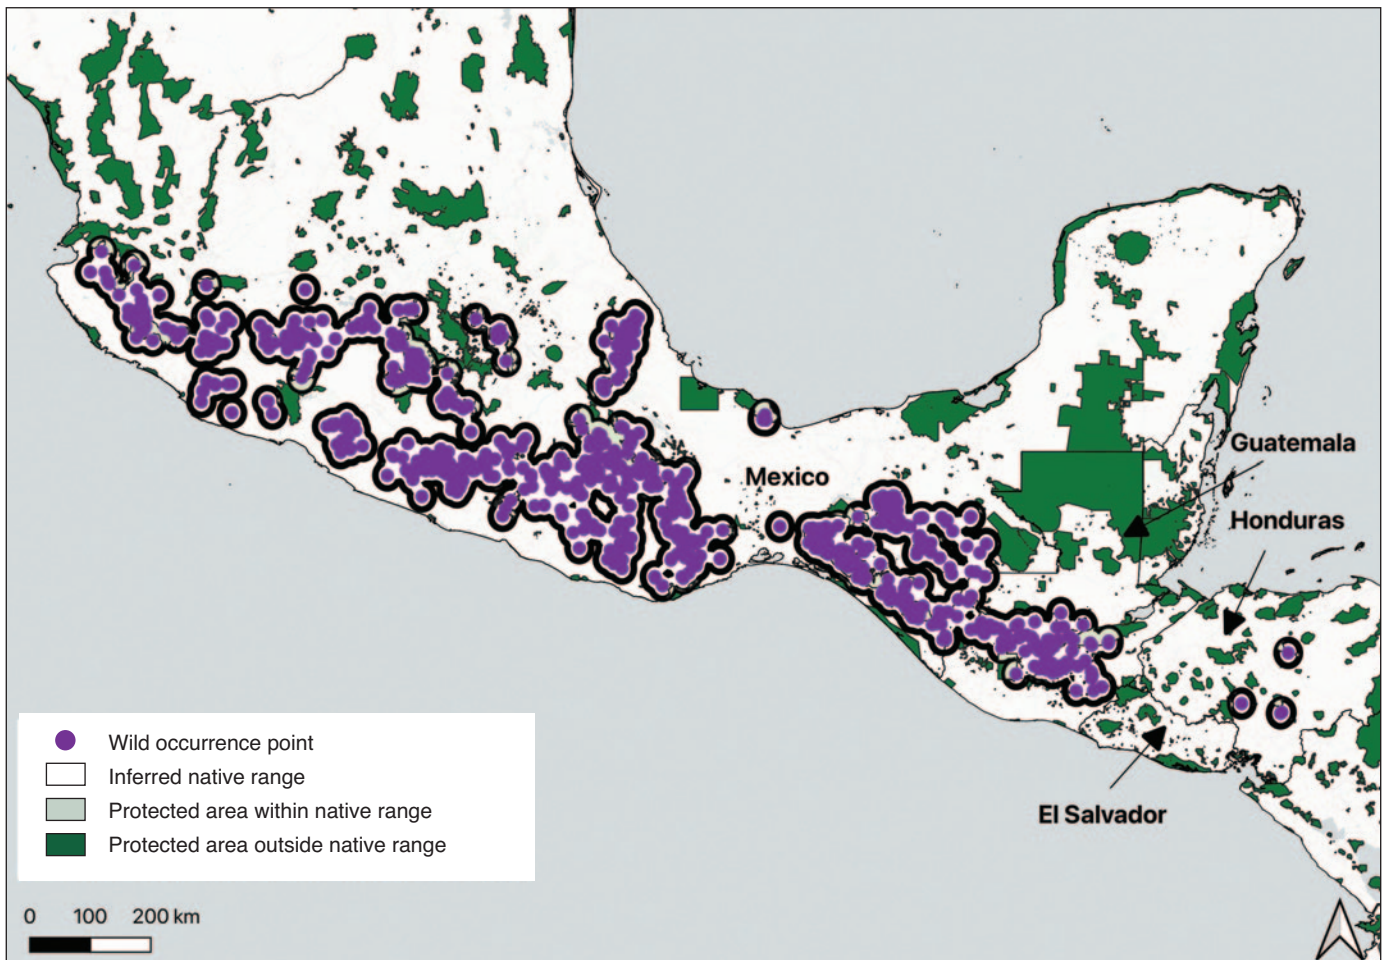 Guatemala
Mexico
Honduras
Wild occurrence point
Inferred native range
Protected area within native range
Protected area outside native range
El Salvador
0 100 200 km